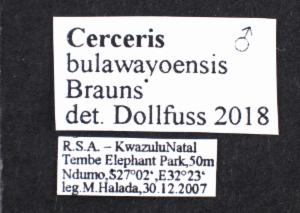 Cerceris ♂
bulawayoensis
Brauns
det. Dollfuss 2018
R.S.A. – KwazuluNatal
Tembe Elephant Park,50m
Ndumo,S27°02‘,E32°23‘
leg.M.Halada,30.12.2007